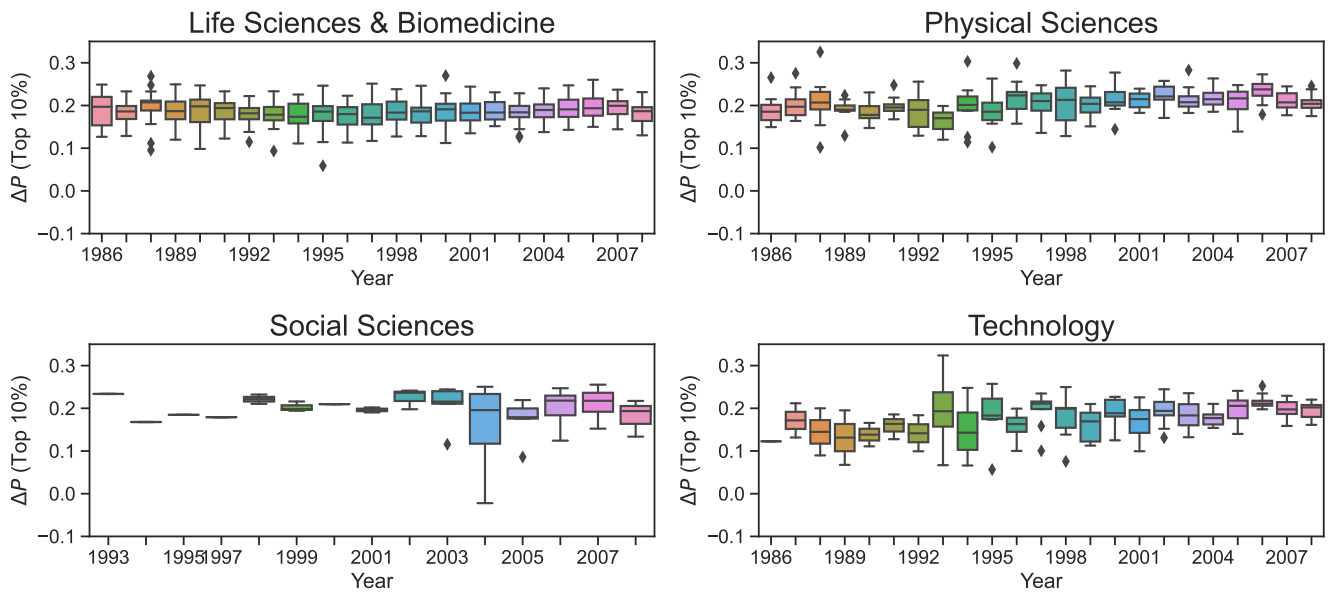 Life Sciences & Biomedicine
ΔP (Top 10%)
0.3
0.2
0.1
0.0
−0.1
1986 1989 1992 1995 1998 2001 2004 2007
Year
Physical Sciences
ΔP (Top 10%)
0.3
0.2
0.1
0.0
−0.1
1986 1989 1992 1995 1998 2001 2004 2007
Year
Social Sciences
ΔP (Top 10%)
0.3
0.2
0.1
0.0
−0.1
1993 1995 1997 1999 2001 2003 2005 2007
Year
Technology
ΔP (Top 10%)
0.3
0.2
0.1
0.0
−0.1
1986 1989 1992 1995 1998 2001 2004 2007
Year